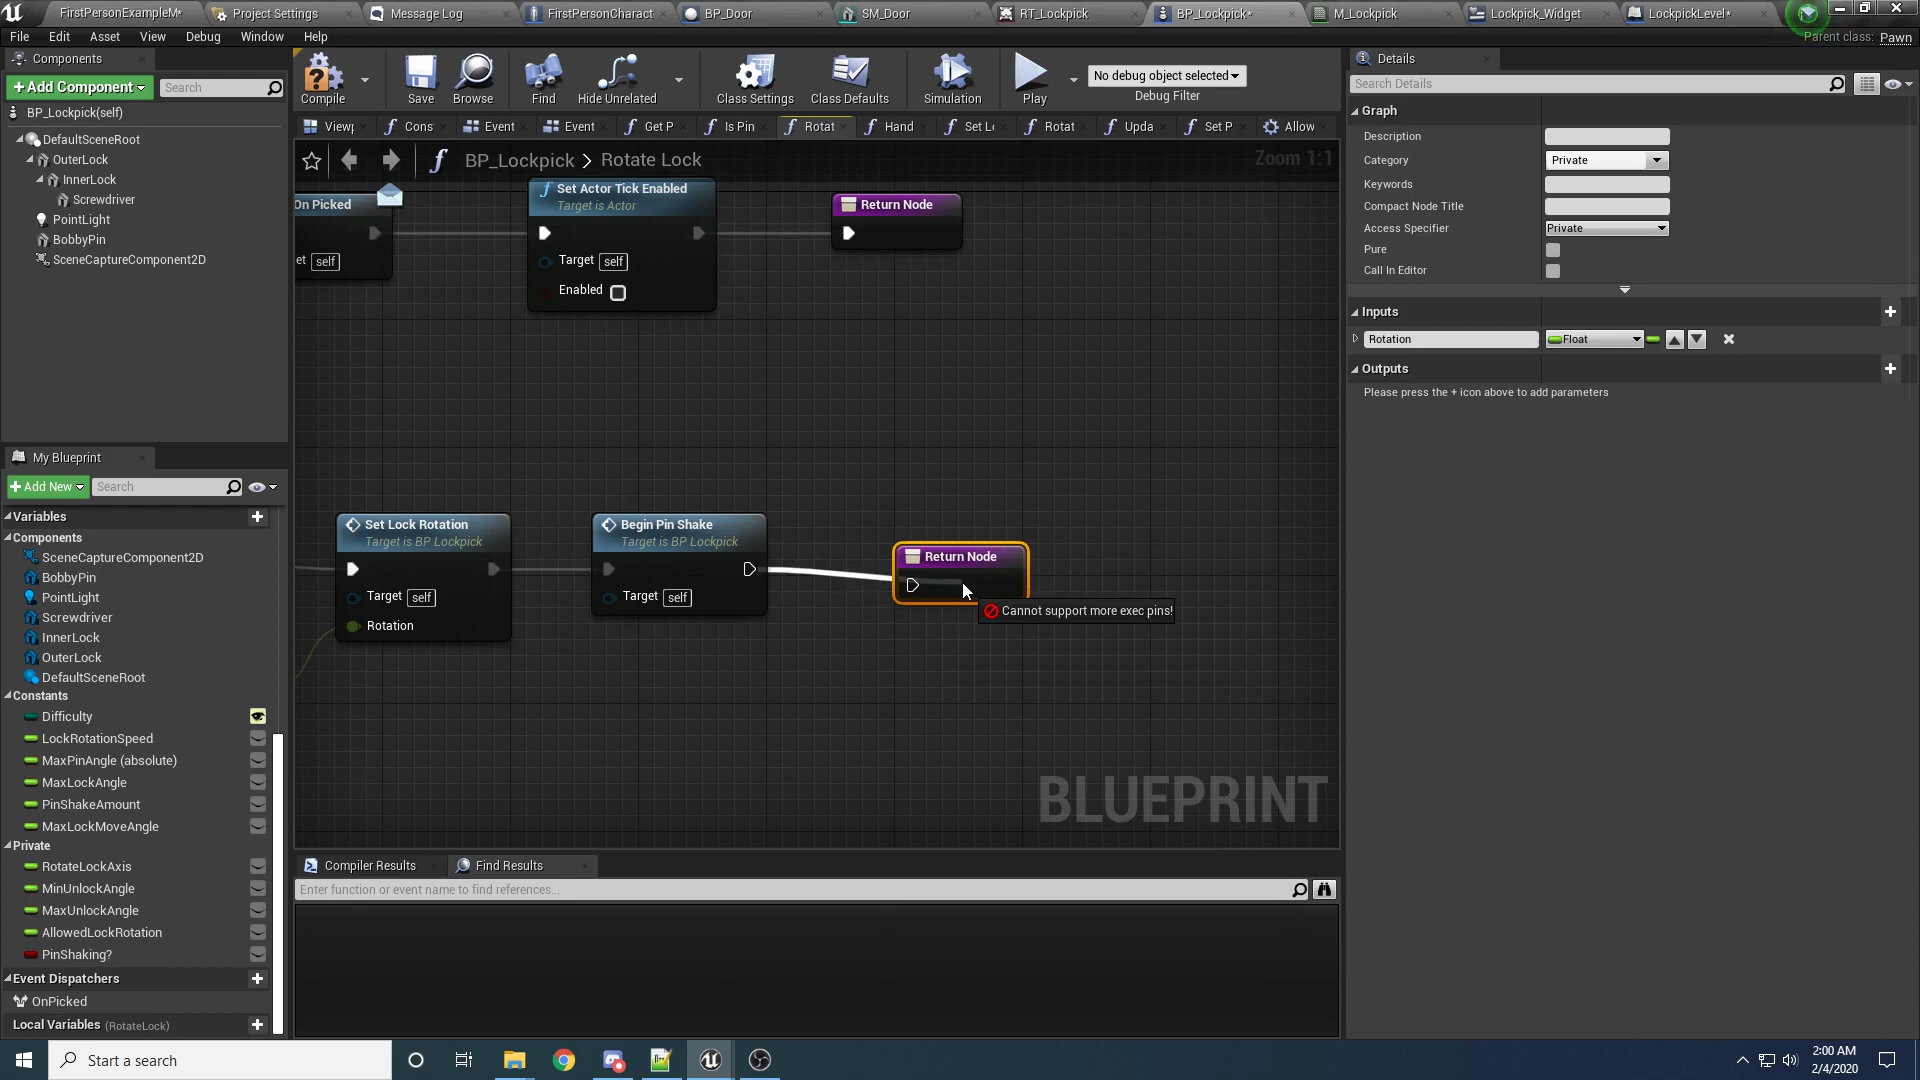 FirstPersonExampleM*
Project Settings
Message Log
FirstPersonCharact
BP_Door
SM_Door
RT_Lockpick
BP_Lockpick*
M_Lockpick
Lockpick_Widget
LockpickLevel*
File Edit Asset View Debug Window Help
Parent class: Pawn
Components
+Add Component
Search
BP_Lockpick(self)
DefaultSceneRoot
OuterLock
InnerLock
Screwdriver
PointLight
BobbyPin
SceneCaptureComponent2D
Compile
Save
Browse
Find
Hide Unrelated
Class Settings
Class Defaults
Simulation
Play
No debug object selected
Debug Filter
Viewp
Cons
Event
Event
Get P
Is Pin
Rotat
Hand
Set L
Rotat
Upda
Set P
Allow
BP_Lockpick > Rotate Lock
Zoom 1:1
On Picked
et self
Set Actor Tick Enabled
Target is Actor
Target self
Enabled
Return Node
Set Lock Rotation
Target is BP Lockpick
Target self
Rotation
Begin Pin Shake
Target is BP Lockpick
Target self
Return Node
Cannot support more exec pins!
BLUEPRINT
My Blueprint
+Add New
Search
Variables
Components
SceneCaptureComponent2D
BobbyPin
PointLight
Screwdriver
InnerLock
OuterLock
DefaultSceneRoot
Constants
Difficulty
LockRotationSpeed
MaxPinAngle (absolute)
MaxLockAngle
PinShakeAmount
MaxLockMoveAngle
Private
RotateLockAxis
MinUnlockAngle
MaxUnlockAngle
AllowedLockRotation
PinShaking?
Event Dispatchers
OnPicked
Local Variables (RotateLock)
Compiler Results
Find Results
Enter function or event name to find references...
Details
Search Details
Graph
Description
Category Private
Keywords
Compact Node Title
Access Specifier Private
Pure
Call In Editor
Inputs
Rotation Float
Outputs
Please press the + icon above to add parameters
Start a search
2:00 AM
2/4/2020